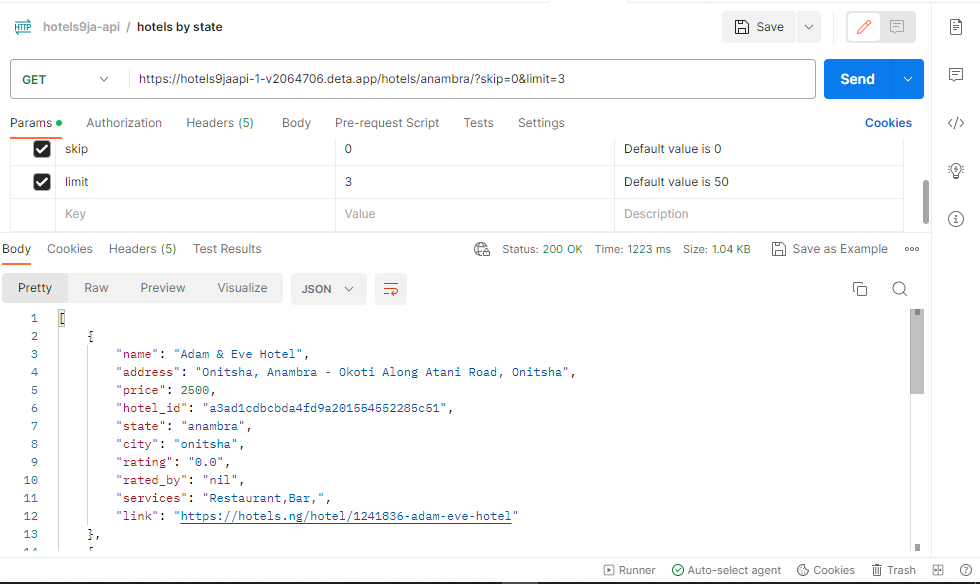 HTTP hotels9ja-api / hotels by state Save
GET https://hotels9jaapi-1-v2064706.deta.app/hotels/anambra/?skip=0&limit=3 Send
Params Authorization Headers (5) Body Pre-request Script Tests Settings Cookies
skip 0 Default value is 0
limit 3 Default value is 50
Key Value Description
Body Cookies Headers (5) Test Results Status: 200 OK Time: 1223 ms Size: 1.04 KB Save as Example
Pretty Raw Preview Visualize JSON
1 [
2 {
3 "name": "Adam & Eve Hotel",
4 "address": "Onitsha, Anambra - Okoti Along Atani Road, Onitsha",
5 "price": 2500,
6 "hotel_id": "a3ad1cdbcbda4fd9a201554552285c51",
7 "state": "anambra",
8 "city": "onitsha",
9 "rating": "0.0",
10 "rated_by": "nil",
11 "services": "Restaurant,Bar,",
12 "link": "https://hotels.ng/hotel/1241836-adam-eve-hotel"
13 },
Runner Auto-select agent Cookies Trash